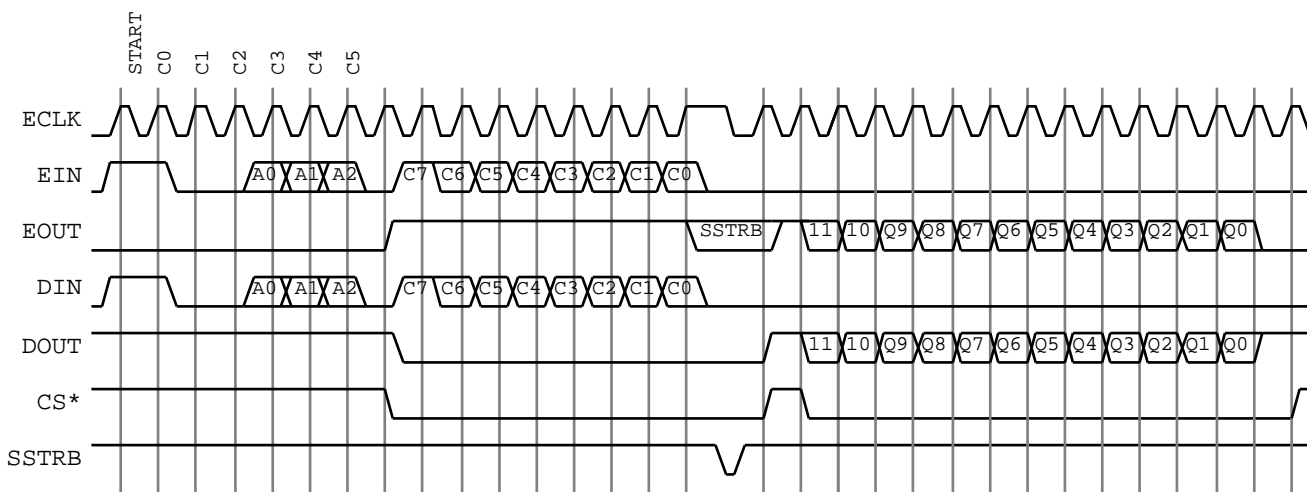 START C0 C1 C2 C3 C4 C5
ECLK
EIN A0 A1 A2 C7 C6 C5 C4 C3 C2 C1 C0
EOUT SSTRB 11 10 Q9 Q8 Q7 Q6 Q5 Q4 Q3 Q2 Q1 Q0
DIN A0 A1 A2 C7 C6 C5 C4 C3 C2 C1 C0
DOUT 11 10 Q9 Q8 Q7 Q6 Q5 Q4 Q3 Q2 Q1 Q0
CS*
SSTRB